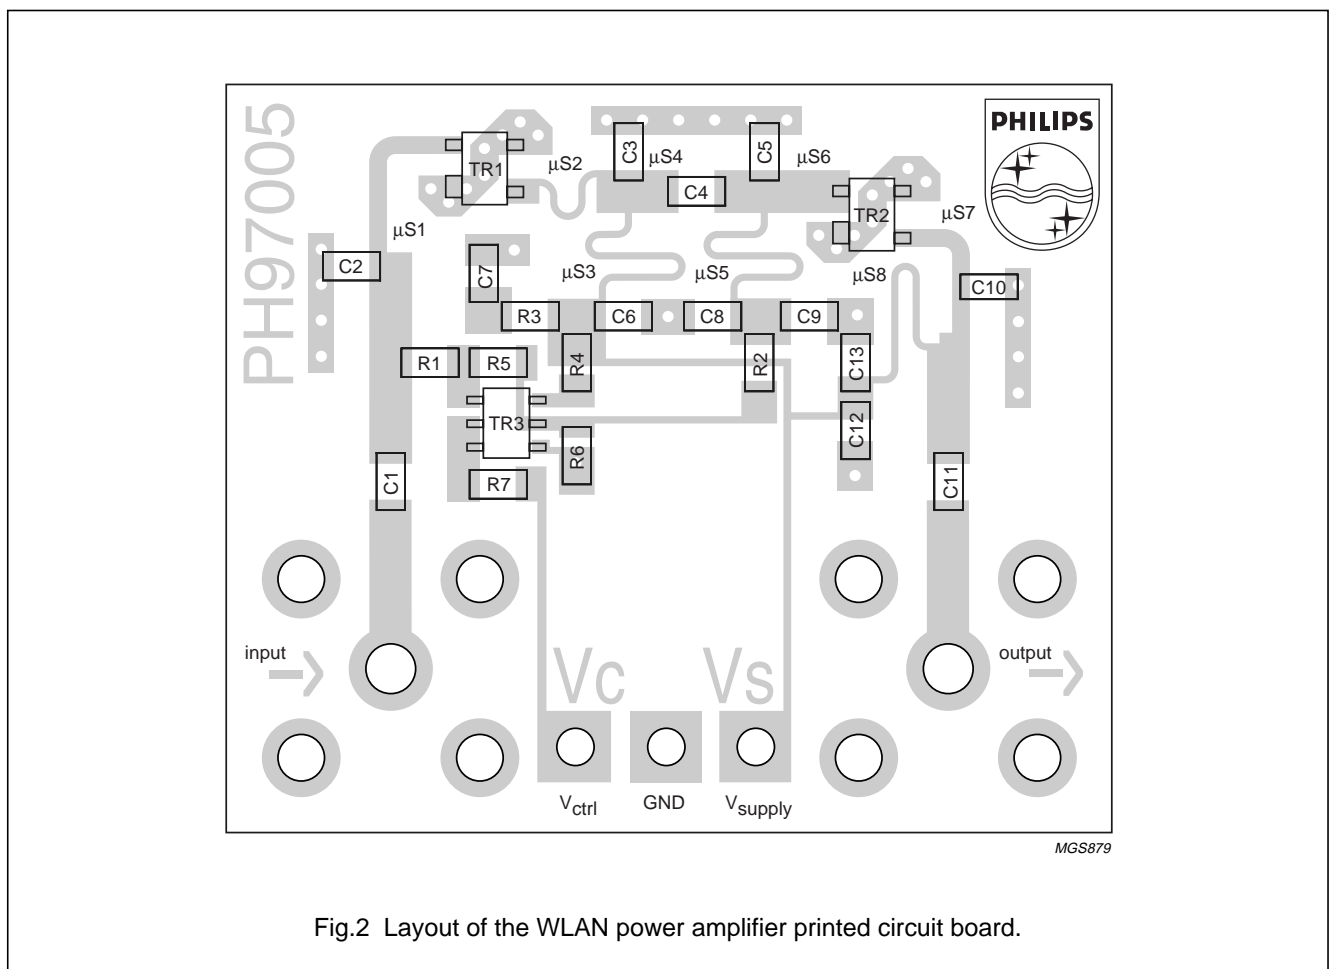 PH97005
PHILIPS
TR1
μS2
C3
μS4
C5
μS6
C4
TR2
μS7
μS1
C2
C7
μS3
μS5
μS8
C10
R3
C6
C8
C9
R1
R5
R4
R2
C13
TR3
R6
C12
R7
C1
C11
input
output
Vc
Vs
Vctrl
GND
Vsupply
MGS879
Fig.2 Layout of the WLAN power amplifier printed circuit board.